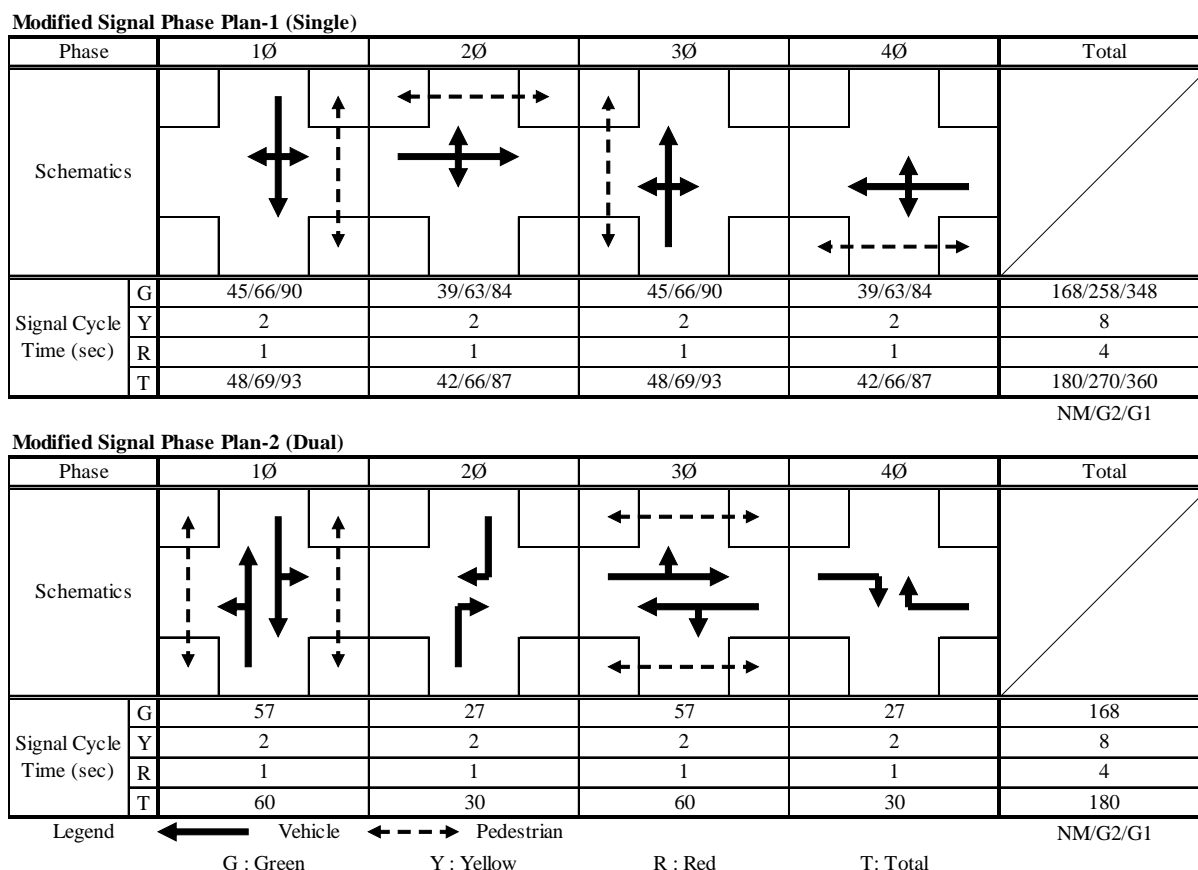 Modified Signal Phase Plan-1 (Single)
Phase 1Ø 2Ø 3Ø 4Ø Total
Schematics
Signal Cycle Time (sec)
G 45/66/90 39/63/84 45/66/90 39/63/84 168/258/348
Y 2 2 2 2 8
R 1 1 1 1 4
T 48/69/93 42/66/87 48/69/93 42/66/87 180/270/360
NM/G2/G1
Modified Signal Phase Plan-2 (Dual)
Phase 1Ø 2Ø 3Ø 4Ø Total
Schematics
Signal Cycle Time (sec)
G 57 27 57 27 168
Y 2 2 2 2 8
R 1 1 1 1 4
T 60 30 60 30 180
Legend Vehicle Pedestrian NM/G2/G1
G : Green Y : Yellow R : Red T: Total